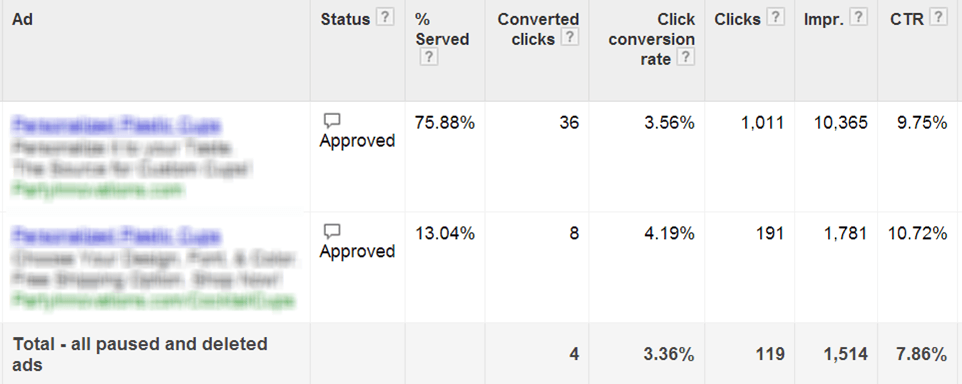 Ad Status ? % Served ? Converted clicks ? Click conversion rate ? Clicks ? Impr. ? CTR ?
Approved 75.88% 36 3.56% 1,011 10,365 9.75%
Approved 13.04% 8 4.19% 191 1,781 10.72%
Total - all paused and deleted ads 4 3.36% 119 1,514 7.86%